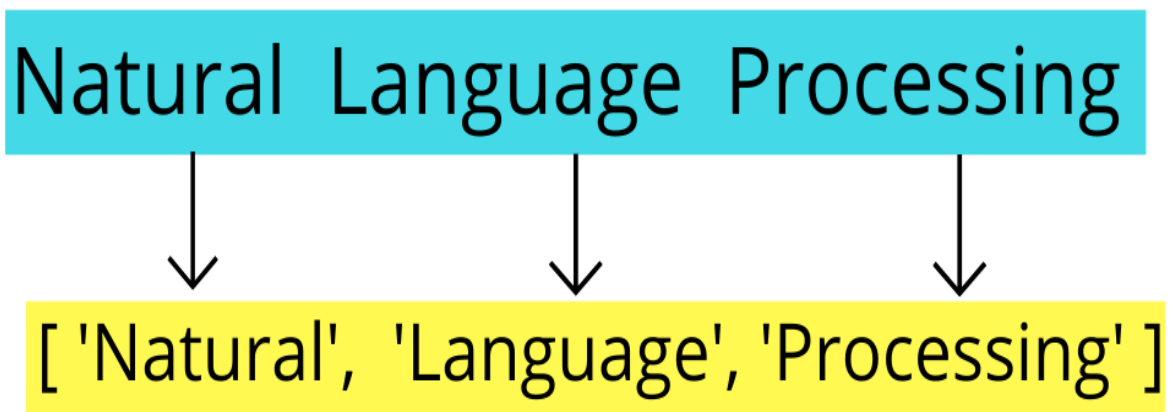 Natural Language Processing
[ 'Natural', 'Language', 'Processing' ]